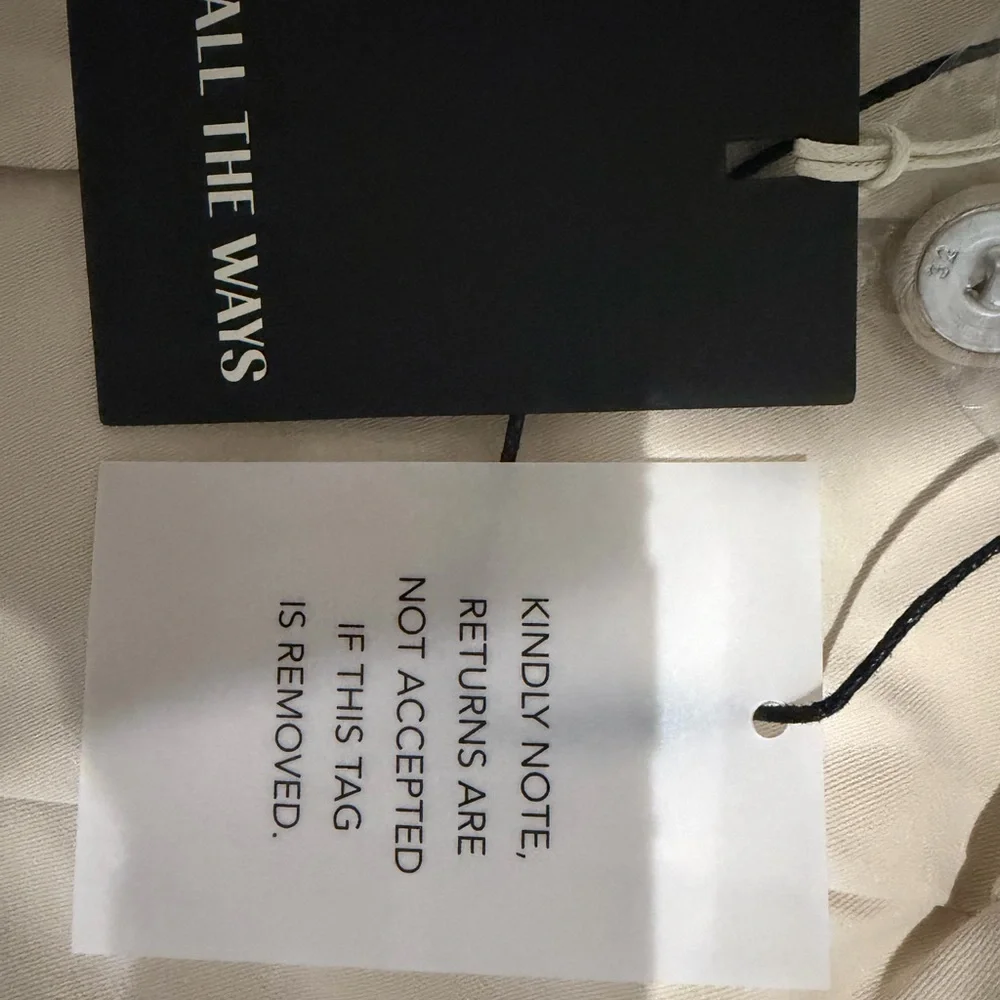 ALL THE WAYS
KINDLY NOTE,
RETURNS ARE
NOT ACCEPTED
IF THIS TAG
IS REMOVED.